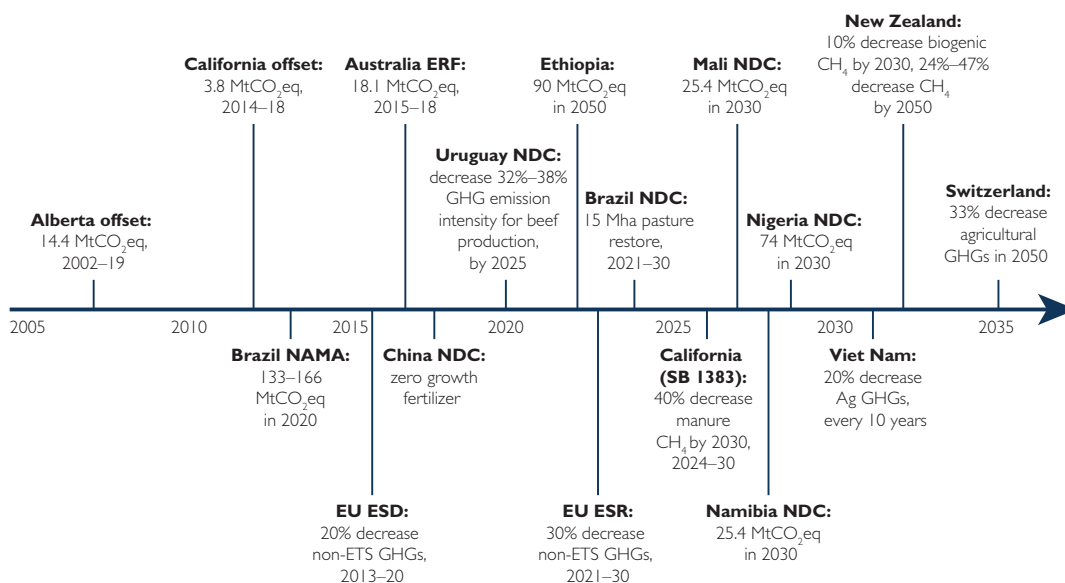 New Zealand:
10% decrease biogenic
CH₄ by 2030, 24%–47%
decrease CH₄
by 2050
California offset:
3.8 MtCO₂eq,
2014–18
Australia ERF:
18.1 MtCO₂eq,
2015–18
Ethiopia:
90 MtCO₂eq
in 2050
Mali NDC:
25.4 MtCO₂eq
in 2030
Uruguay NDC:
decrease 32%–38%
GHG emission
intensity for beef
production,
by 2025
Brazil NDC:
15 Mha pasture
restore,
2021–30
Switzerland:
33% decrease
agricultural
GHGs in 2050
Alberta offset:
14.4 MtCO₂eq,
2002–19
Nigeria NDC:
74 MtCO₂eq
in 2030
2005
2010
2015
2020
2025
2030
2035
Brazil NAMA:
133–166
MtCO₂eq
in 2020
China NDC:
zero growth
fertilizer
California
(SB 1383):
40% decrease
manure
CH₄ by 2030,
2024–30
Viet Nam:
20% decrease
Ag GHGs,
every 10 years
EU ESD:
20% decrease
non-ETS GHGs,
2013–20
EU ESR:
30% decrease
non-ETS GHGs,
2021–30
Namibia NDC:
25.4 MtCO₂eq
in 2030